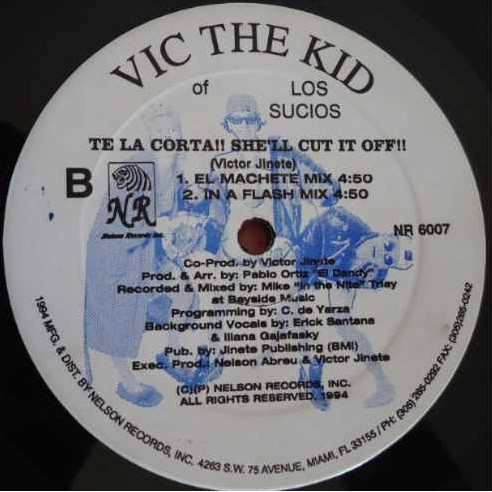 VIC THE KID
of LOS
SUCIOS
TE LA CORTA!! SHE'LL CUT IT OFF!!
(Victor Jinete)
B
1. EL MACHETE MIX 4:50
2. IN A FLASH MIX 4:50
NR
Nelson Records Inc.
NR 6007
Co-Prod. by Victor Jinete
Prod. & Arr. by: Pablo Ortiz "El Dandy"
Recorded & Mixed by: Mike "In the Nite" Triay
at Bayside Music
Programming by: C. de Yarza
Background Vocals by: Erick Santana
& Iliana Gajafasky
Pub. by: Jinete Publishing (BMI)
Exec. Prod.: Nelson Abreu & Victor Jinete
(C)(P) NELSON RECORDS, INC.
ALL RIGHTS RESERVED. 1994
1994 MFG. & DIST. BY NELSON RECORDS, INC. 4263 S.W. 75 AVENUE, MIAMI, FL 33155 / PH: (305) 265-0292 FAX: (305)265-0242